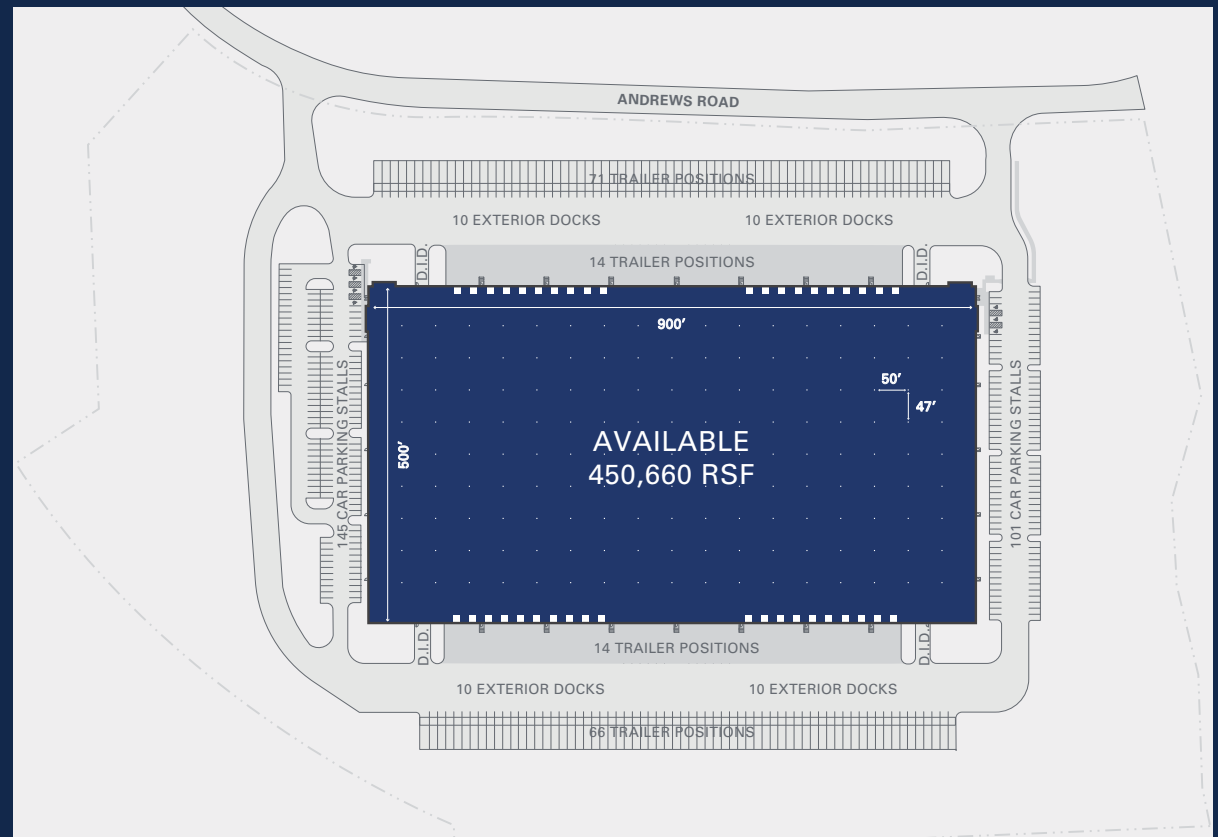 ANDREWS ROAD
71 TRAILER POSITIONS
10 EXTERIOR DOCKS
10 EXTERIOR DOCKS
D.I.D.
14 TRAILER POSITIONS
D.I.D.
900’
50’
47’
145 CAR PARKING STALLS
500’
AVAILABLE
450,660 RSF
101 CAR PARKING STALLS
D.I.D.
14 TRAILER POSITIONS
D.I.D.
10 EXTERIOR DOCKS
10 EXTERIOR DOCKS
66 TRAILER POSITIONS